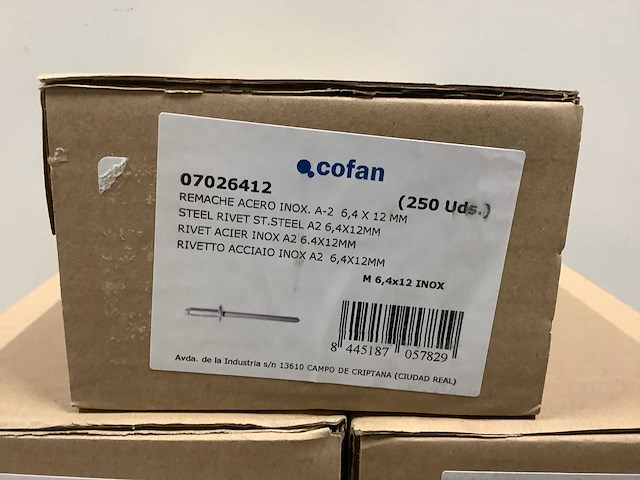 cofan
07026412 (250 Uds.)
REMACHE ACERO INOX. A-2 6,4 X 12 MM
STEEL RIVET ST.STEEL A2 6,4X12MM
RIVET ACIER INOX A2 6.4X12MM
RIVETTO ACCIAIO INOX A2 6,4X12MM
M 6,4x12 INOX
8 445187 057829
Avda. de la Industria s/n 13610 CAMPO DE CRIPTANA (CIUDAD REAL)